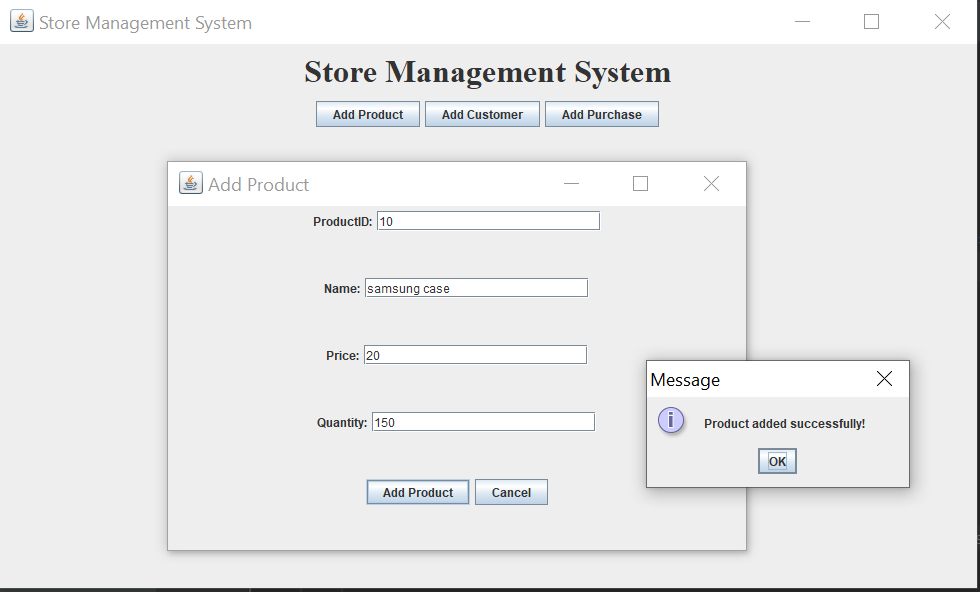 Store Management System
Store Management System
Add Product Add Customer Add Purchase
Add Product
ProductID: 10
Name: samsung case
Price: 20
Message
Quantity: 150
Product added successfully!
OK
Add Product Cancel